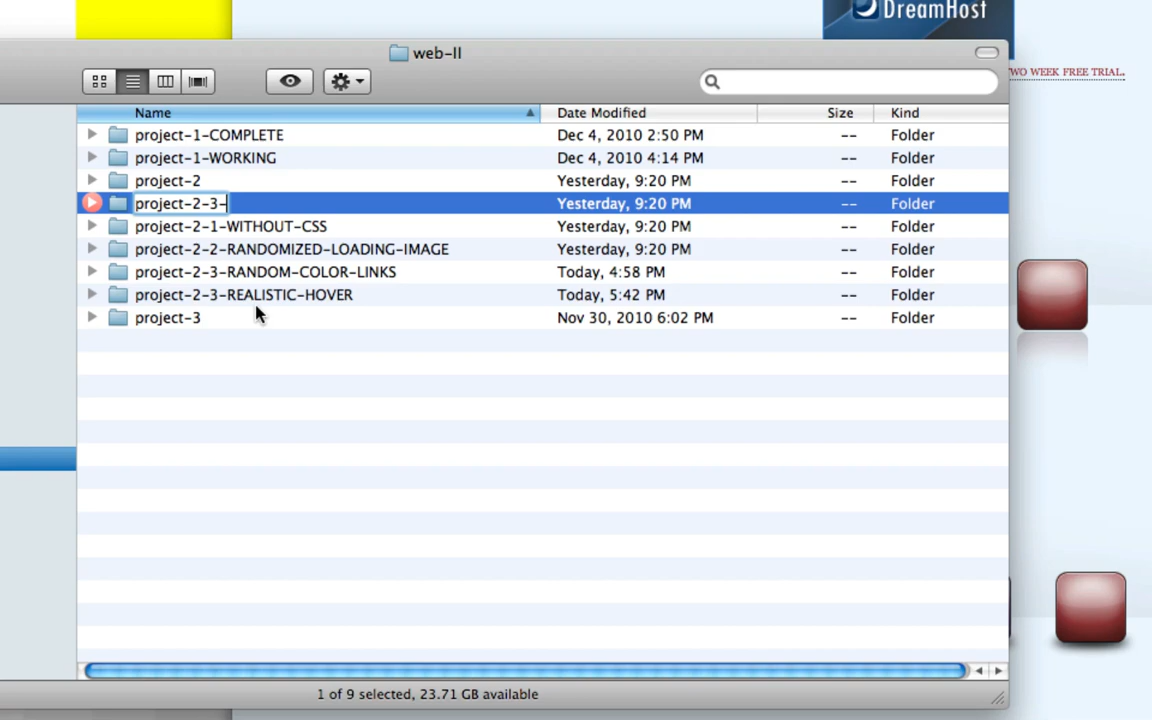 DreamHost
TWO WEEK FREE TRIAL.
web-II
Name Date Modified Size Kind
project-1-COMPLETE Dec 4, 2010 2:50 PM -- Folder
project-1-WORKING Dec 4, 2010 4:14 PM -- Folder
project-2 Yesterday, 9:20 PM -- Folder
project-2-3- Yesterday, 9:20 PM -- Folder
project-2-1-WITHOUT-CSS Yesterday, 9:20 PM -- Folder
project-2-2-RANDOMIZED-LOADING-IMAGE Yesterday, 9:20 PM -- Folder
project-2-3-RANDOM-COLOR-LINKS Today, 4:58 PM -- Folder
project-2-3-REALISTIC-HOVER Today, 5:42 PM -- Folder
project-3 Nov 30, 2010 6:02 PM -- Folder
1 of 9 selected, 23.71 GB available